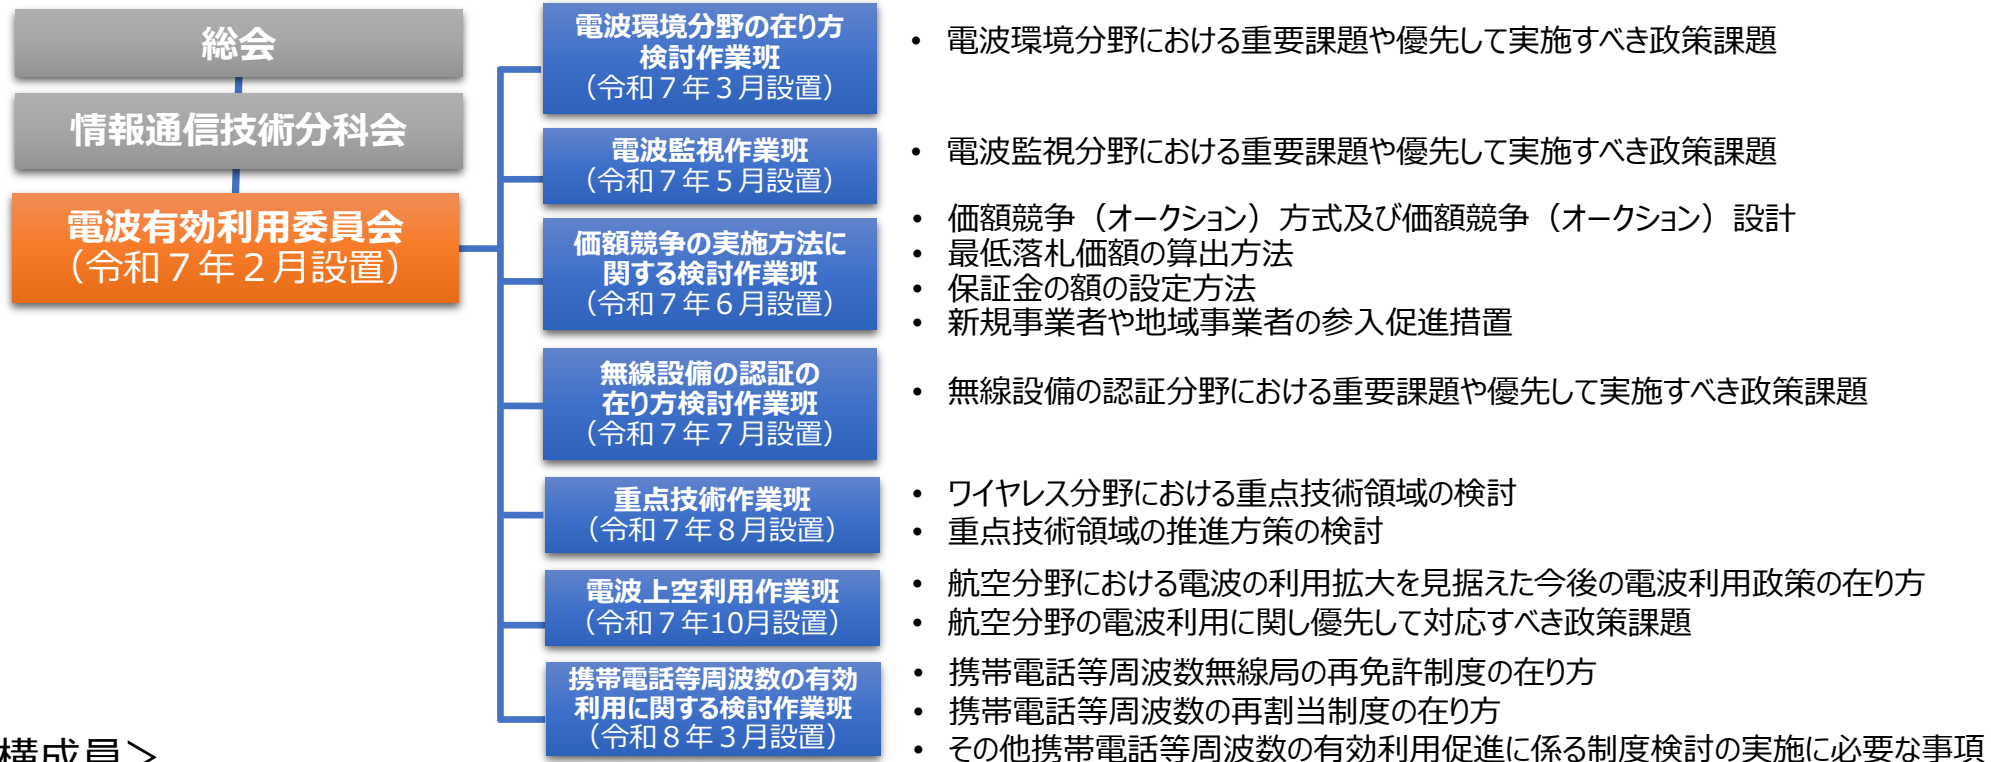 総会
情報通信技術分科会
電波有効利用委員会
（令和７年２月設置）
電波環境分野の在り方
検討作業班
（令和７年３月設置）
• 電波環境分野における重要課題や優先して実施すべき政策課題
電波監視作業班
（令和７年５月設置）
• 電波監視分野における重要課題や優先して実施すべき政策課題
価額競争の実施方法に
関する検討作業班
（令和７年６月設置）
• 価額競争（オークション）方式及び価額競争（オークション）設計
• 最低落札価額の算出方法
• 保証金の額の設定方法
• 新規事業者や地域事業者の参入促進措置
無線設備の認証の
在り方検討作業班
（令和７年７月設置）
• 無線設備の認証分野における重要課題や優先して実施すべき政策課題
重点技術作業班
（令和７年８月設置）
• ワイヤレス分野における重点技術領域の検討
• 重点技術領域の推進方策の検討
電波上空利用作業班
（令和７年10月設置）
• 航空分野における電波の利用拡大を見据えた今後の電波利用政策の在り方
• 航空分野の電波利用に関し優先して対応すべき政策課題
携帯電話等周波数の有効
利用に関する検討作業班
（令和８年３月設置）
• 携帯電話等周波数無線局の再免許制度の在り方
• 携帯電話等周波数の再割当制度の在り方
• その他携帯電話等周波数の有効利用促進に係る制度検討の実施に必要な事項
構成員＞